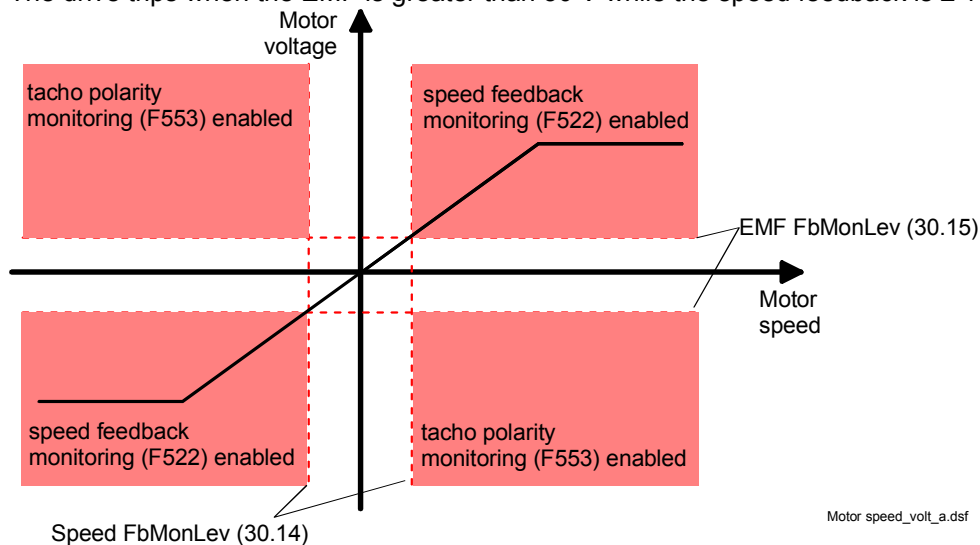 Motor
voltage
tacho polarity
monitoring (F553) enabled
speed feedback
monitoring (F522) enabled
EMF FbMonLev (30.15)
Motor
speed
speed feedback
monitoring (F522) enabled
tacho polarity
monitoring (F553) enabled
Speed FbMonLev (30.14)
Motor speed_volt_a.dsf